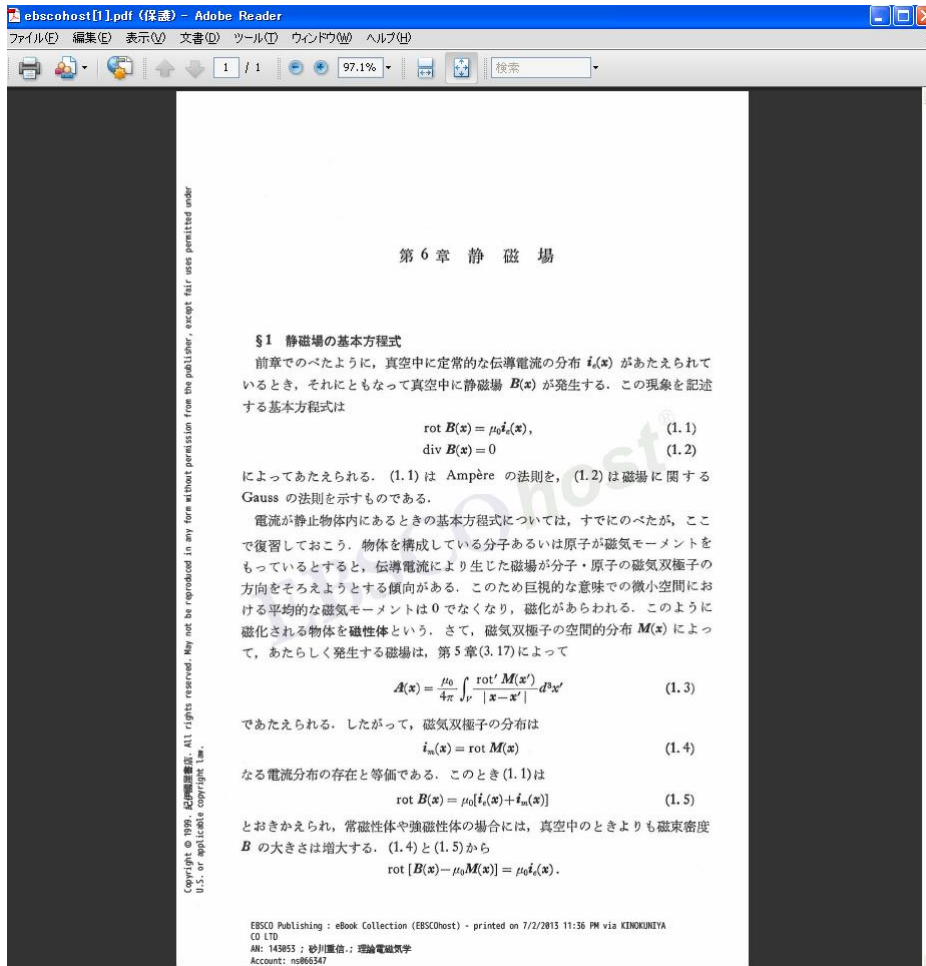 ebscohost[1].pdf (保護) - Adobe Reader
ファイル(F) 編集(E) 表示(V) 文書(D) ツール(T) ウィンドウ(W) ヘルプ(H)
1 / 1 97.1% 検索
第6章 静磁場
§1 静磁場の基本方程式
前章でのべたように，真空中に定常的な伝導電流の分布 i_e(x) があたえられて
いるとき，それにともなって真空中に静磁場 B(x) が発生する．この現象を記述
する基本方程式は
rot B(x) = μ₀i_e(x), (1.1)
div B(x) = 0 (1.2)
によってあたえられる．(1.1) は Ampère の法則を，(1.2) は磁場に関する
Gauss の法則を示すものである．
電流が静止物体内にあるときの基本方程式については，すでにのべたが，ここ
で復習しておこう．物体を構成している分子あるいは原子が磁気モーメントを
もっているとすると，伝導電流により生じた磁場が分子・原子の磁気双極子の
方向をそろえようとする傾向がある．このため巨視的な意味での微小空間にお
ける平均的な磁気モーメントは0でなくなり，磁化があらわれる．このように
磁化される物体を磁性体という．さて，磁気双極子の空間的分布 M(x) によっ
て，あたらしく発生する磁場は，第5章(3.17)によって
A(x) = μ₀/4π ∫_V rot′ M(x′)/|x−x′| d³x′ (1.3)
であたえられる．したがって，磁気双極子の分布は
i_m(x) = rot M(x) (1.4)
なる電流分布の存在と等価である．このとき(1.1)は
rot B(x) = μ₀[i_e(x)+i_m(x)] (1.5)
とおきかえられ，常磁性体や強磁性体の場合には，真空中のときよりも磁束密度
B の大きさは増大する．(1.4)と(1.5)から
rot [B(x)−μ₀M(x)] = μ₀i_e(x).
EBSCOhost®
Copyright © 1999. 紀伊國屋書店. All rights reserved. May not be reproduced in any form without permission from the publisher, except fair uses permitted under
U.S. or applicable copyright law.
EBSCO Publishing : eBook Collection (EBSCOhost) - printed on 7/2/2013 11:36 PM via KINOKUNIYA
CO LTD
AN: 143053 ; 砂川重信.; 理論電磁気学
Account: ns066347